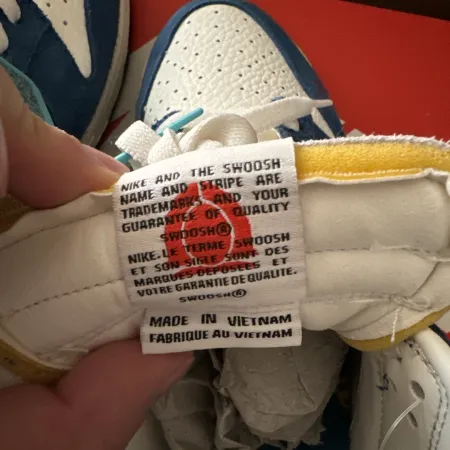 NIKE AND THE SWOOSH
NAME AND STRIPE ARE
TRADEMARKS AND YOUR
GUARANTEE OF QUALITY
SWOOSH®
NIKE. LE TERME SWOOSH
ET SON SIGLE SONT DES
MARQUES DEPOSEES ET
VOTRE GARANTIE DE QUALITE.
SWOOSH®
MADE IN VIETNAM
FABRIQUE AU VIETNAM